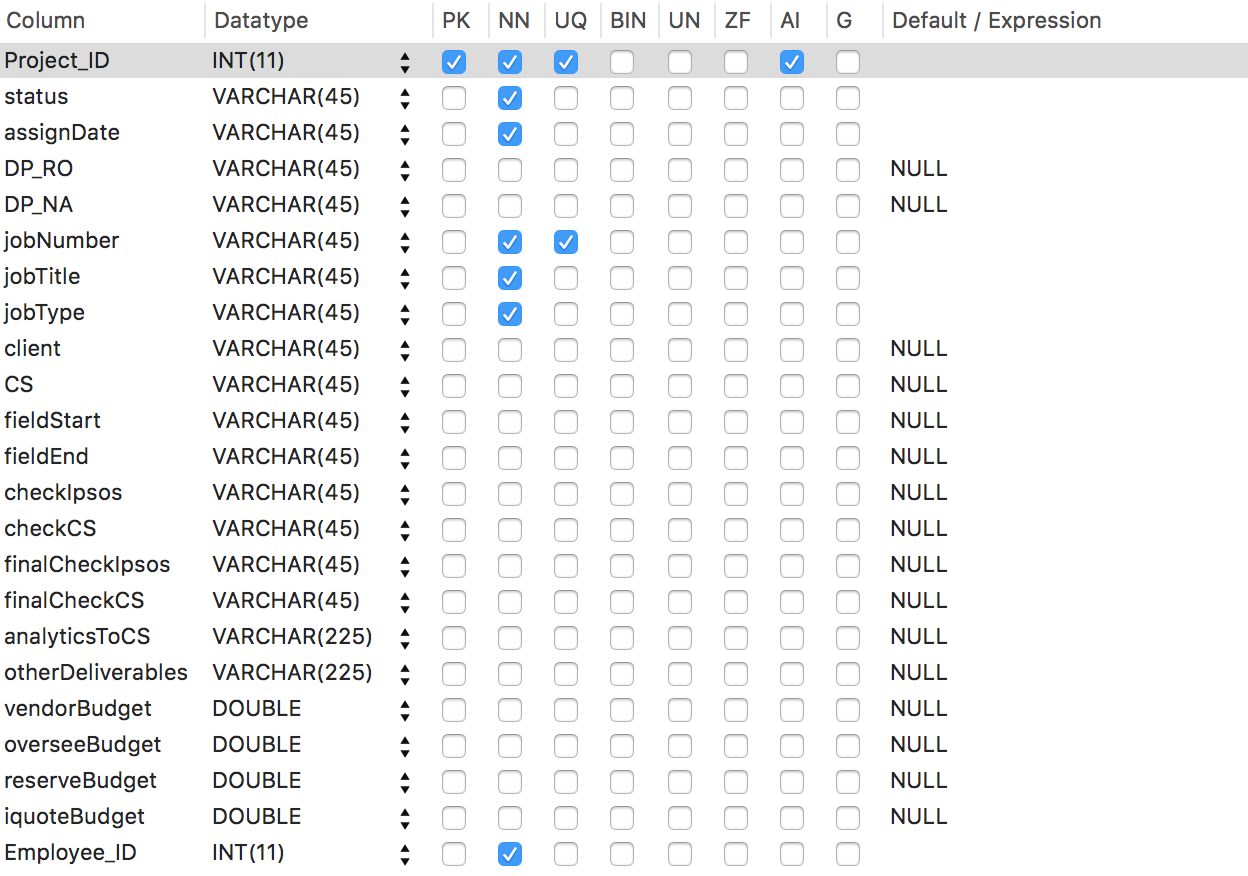 Column Datatype PK NN UQ BIN UN ZF AI G Default / Expression
Project_ID INT(11)
status VARCHAR(45)
assignDate VARCHAR(45)
DP_RO VARCHAR(45) NULL
DP_NA VARCHAR(45) NULL
jobNumber VARCHAR(45)
jobTitle VARCHAR(45)
jobType VARCHAR(45)
client VARCHAR(45) NULL
CS VARCHAR(45) NULL
fieldStart VARCHAR(45) NULL
fieldEnd VARCHAR(45) NULL
checkIpsos VARCHAR(45) NULL
checkCS VARCHAR(45) NULL
finalCheckIpsos VARCHAR(45) NULL
finalCheckCS VARCHAR(45) NULL
analyticsToCS VARCHAR(225) NULL
otherDeliverables VARCHAR(225) NULL
vendorBudget DOUBLE NULL
overseeBudget DOUBLE NULL
reserveBudget DOUBLE NULL
iquoteBudget DOUBLE NULL
Employee_ID INT(11)